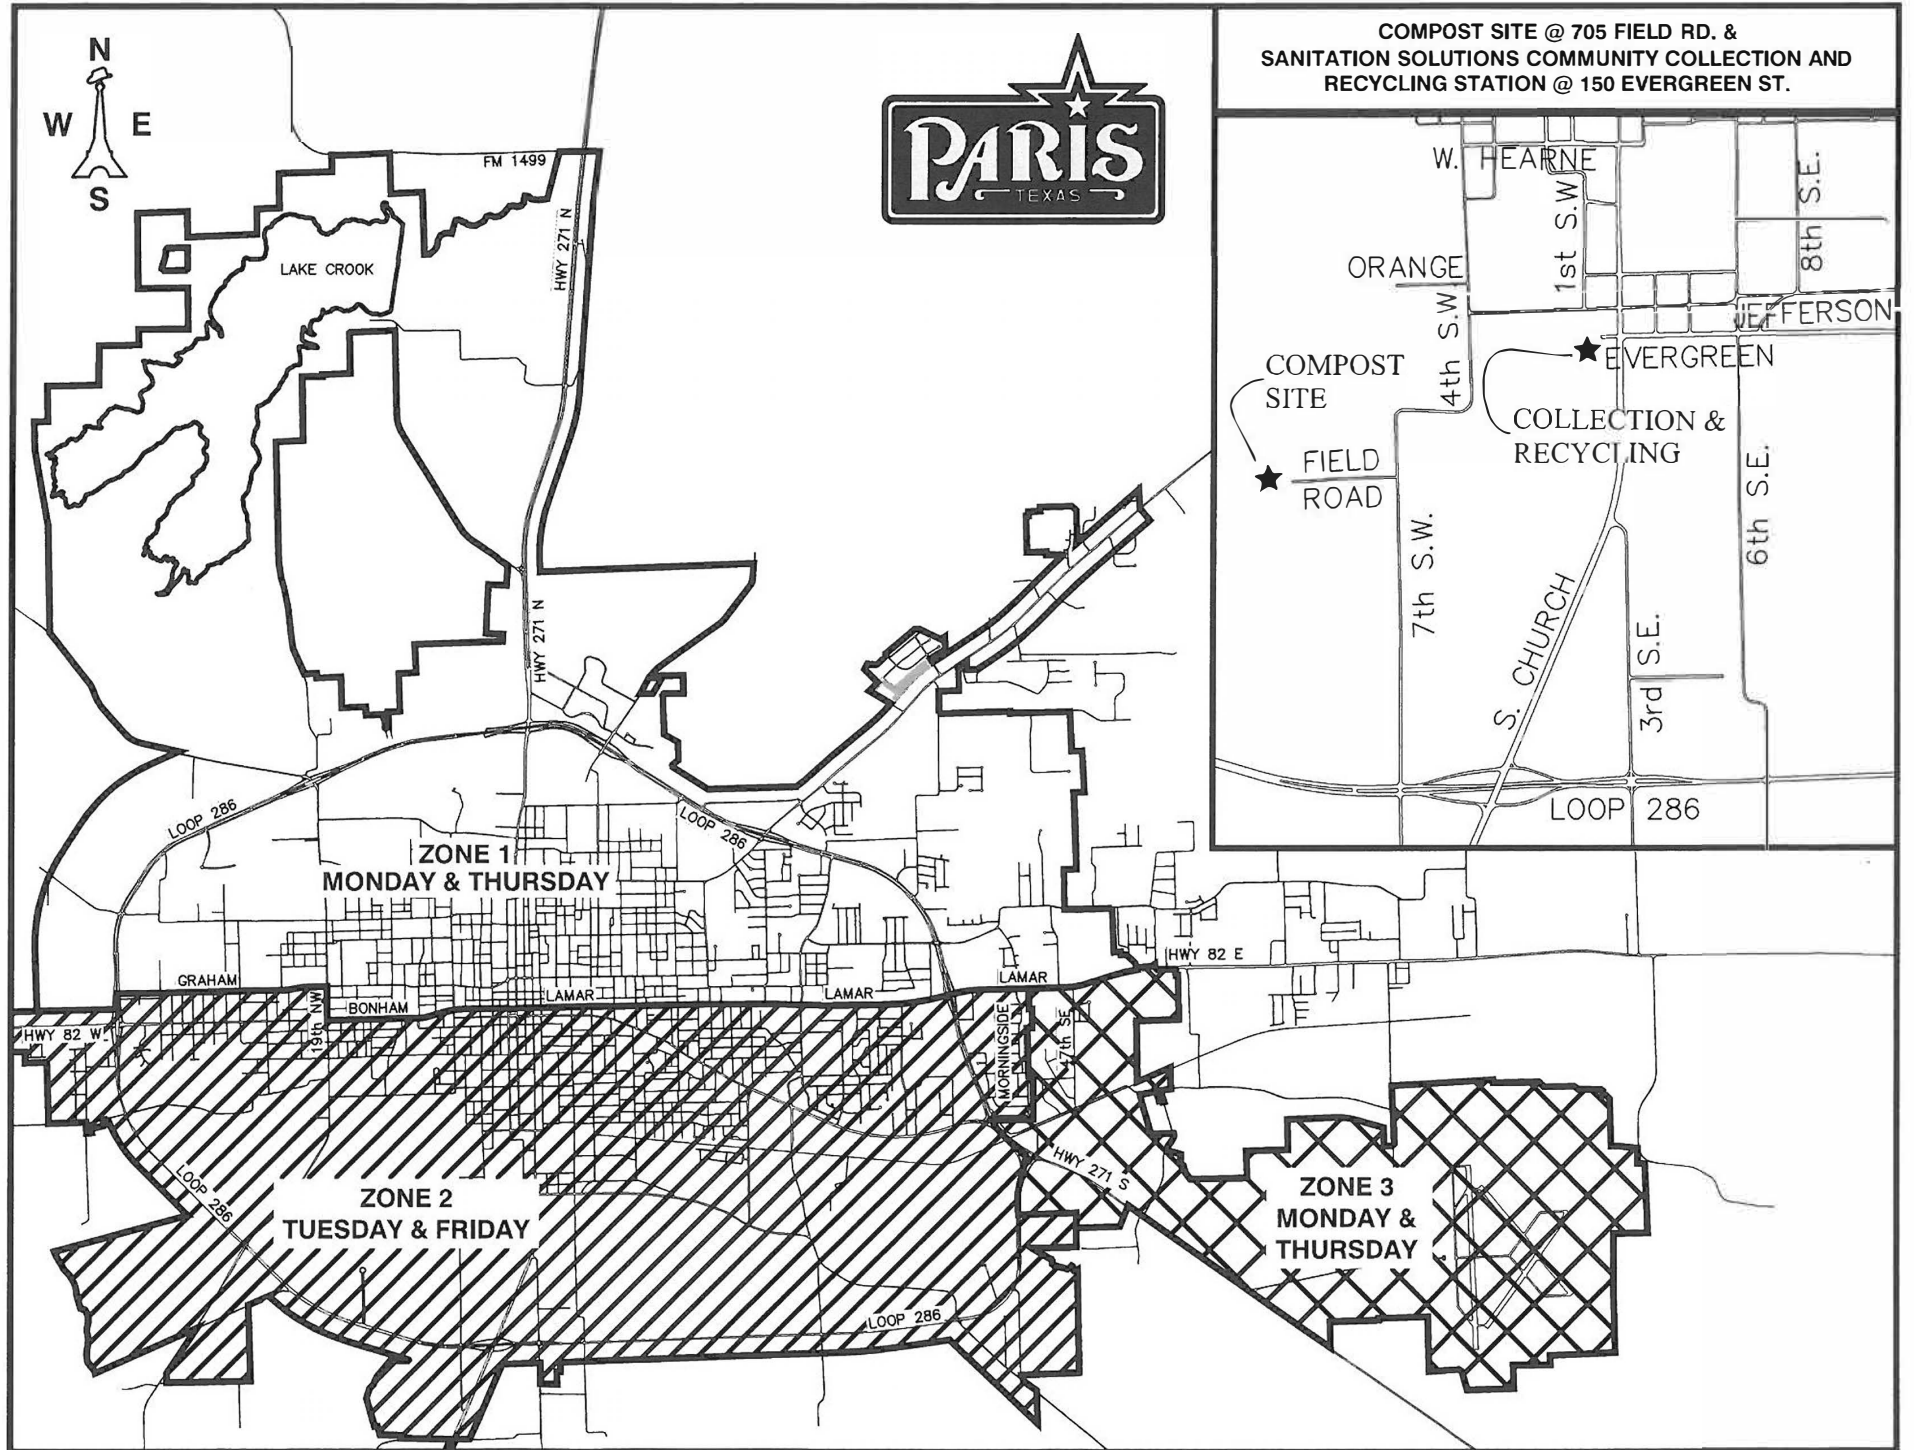 N
W E
S
PARIS
TEXAS
COMPOST SITE @ 705 FIELD RD. &
SANITATION SOLUTIONS COMMUNITY COLLECTION AND
RECYCLING STATION @ 150 EVERGREEN ST.
W. HEARNE
1st S.W
8th S.E.
ORANGE
4th S.W.
JEFFERSON
EVERGREEN
COMPOST
SITE
COLLECTION &
RECYCLING
FIELD
ROAD
7th S.W.
6th S.E.
S. CHURCH
3rd S.E.
LOOP 286
FM 1499
HWY 271 N
LAKE CROOK
HWY 271 N
LOOP 286
LOOP 286
ZONE 1
MONDAY & THURSDAY
HWY 82 E
GRAHAM
LAMAR
BONHAM
LAMAR
LAMAR
19th NW
HWY 82 W
MORNINGSIDE
47th SE
HWY 271 S
LOOP 286
ZONE 2
TUESDAY & FRIDAY
ZONE 3
MONDAY &
THURSDAY
LOOP 286